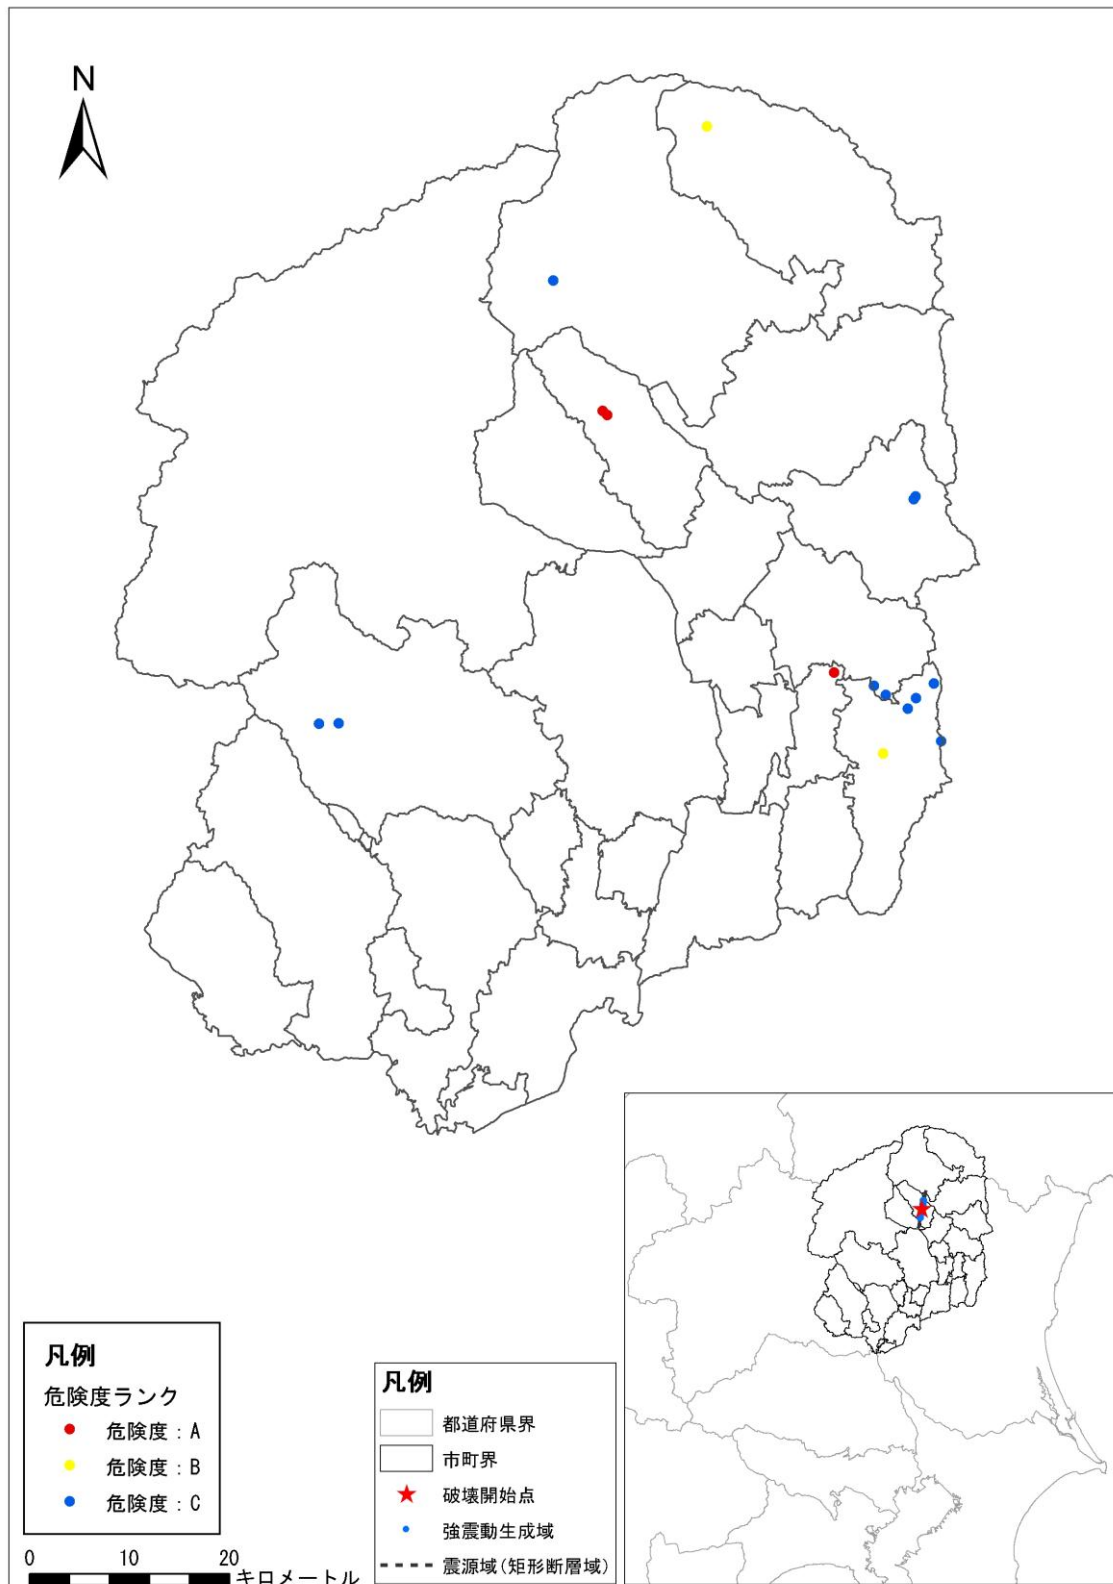 N
凡例
危険度ランク
危険度：A
危険度：B
危険度：C
0 10 20
キロメートル
凡例
都道府県界
市町界
破壊開始点
強震動生成域
震源域(矩形断層域)